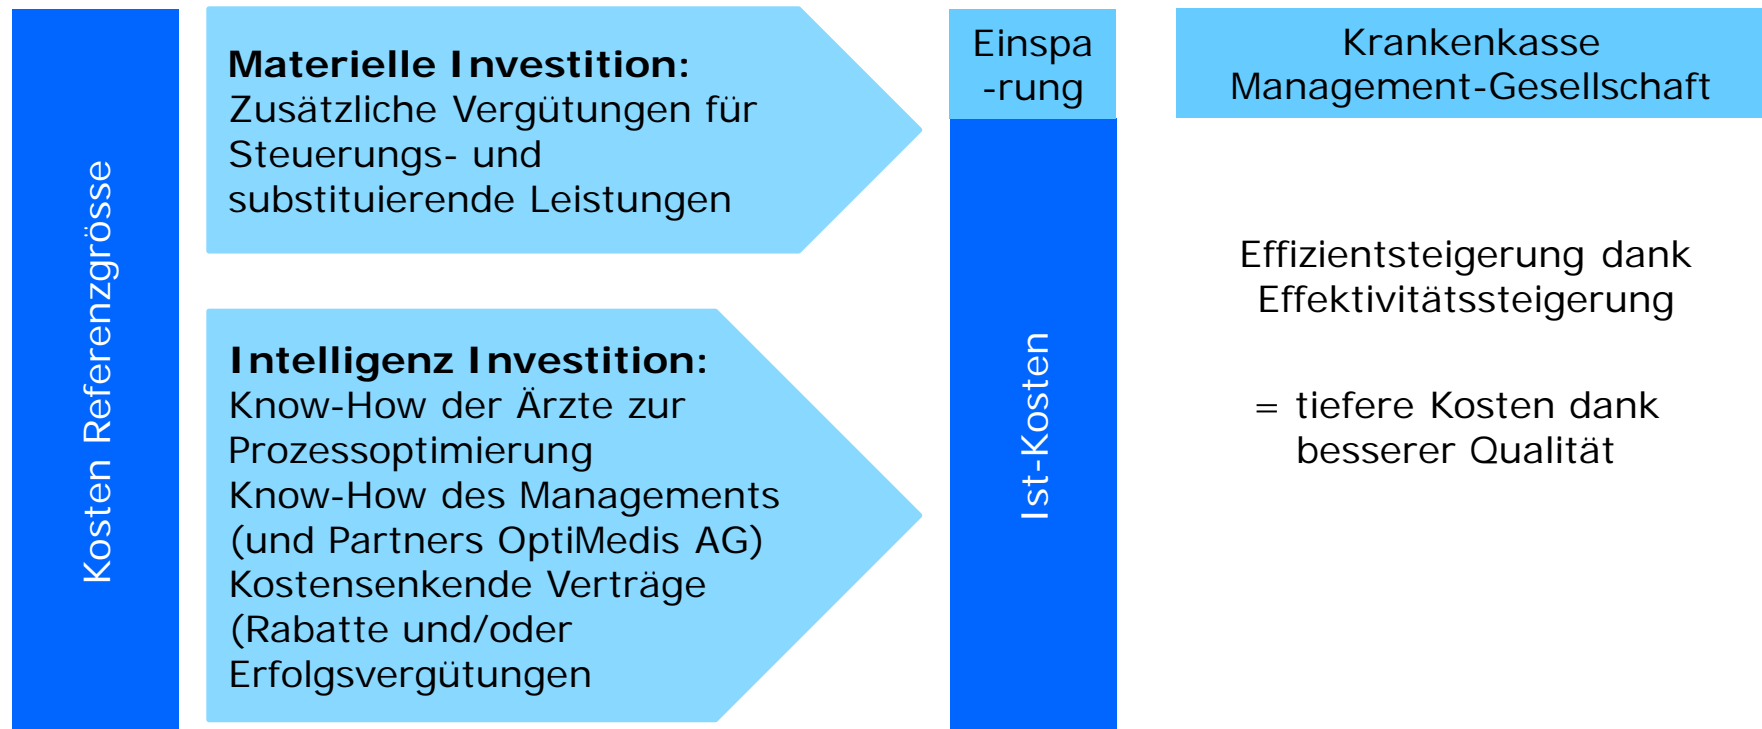 Kosten Referenzgrösse
Materielle Investition:
Zusätzliche Vergütungen für
Steuerungs- und
substituierende Leistungen
Intelligenz Investition:
Know-How der Ärzte zur
Prozessoptimierung
Know-How des Managements
(und Partners OptiMedis AG)
Kostensenkende Verträge
(Rabatte und/oder
Erfolgsvergütungen
Einspa
-rung
Ist-Kosten
Krankenkasse
Management-Gesellschaft
Effizientsteigerung dank
Effektivitätssteigerung
= tiefere Kosten dank
besserer Qualität